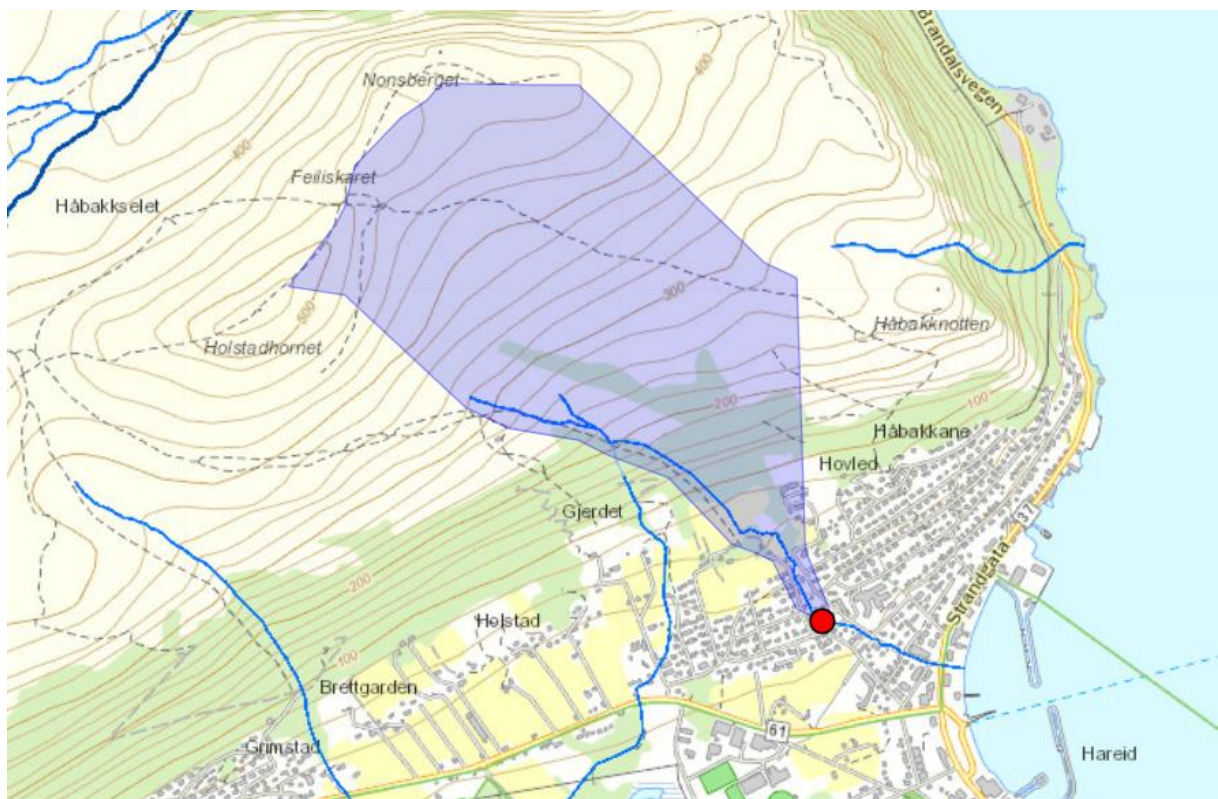 Brandalsvegen
400
Nonsberget
400
Feiliskaret
Håbakkselet
300
500
Håbakknotten
Holstadhornet
200
100
Håbakkane
Hovled
Gjerdet
37
Strandgata
200
Helstad
100
Brettgarden
61
Grimstad
Hareid